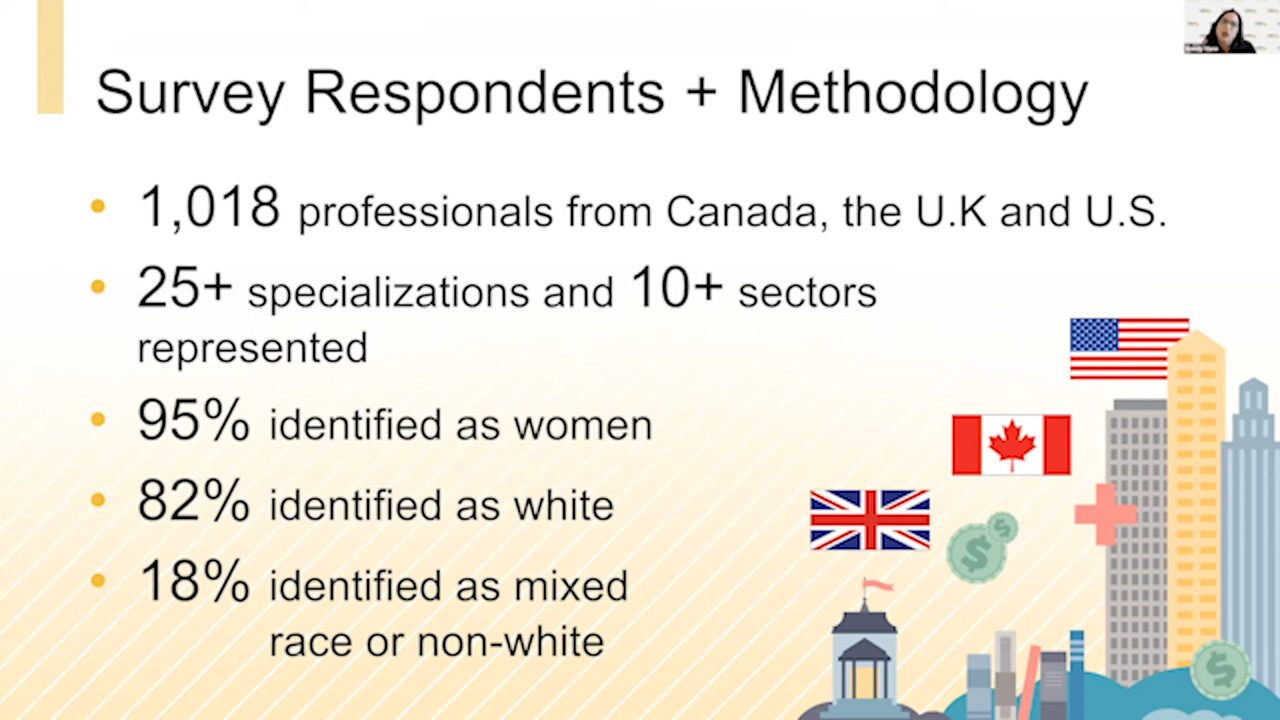 Survey Respondents + Methodology
• 1,018 professionals from Canada, the U.K and U.S.
• 25+ specializations and 10+ sectors
represented
• 95% identified as women
• 82% identified as white
• 18% identified as mixed
race or non-white
$
$
$